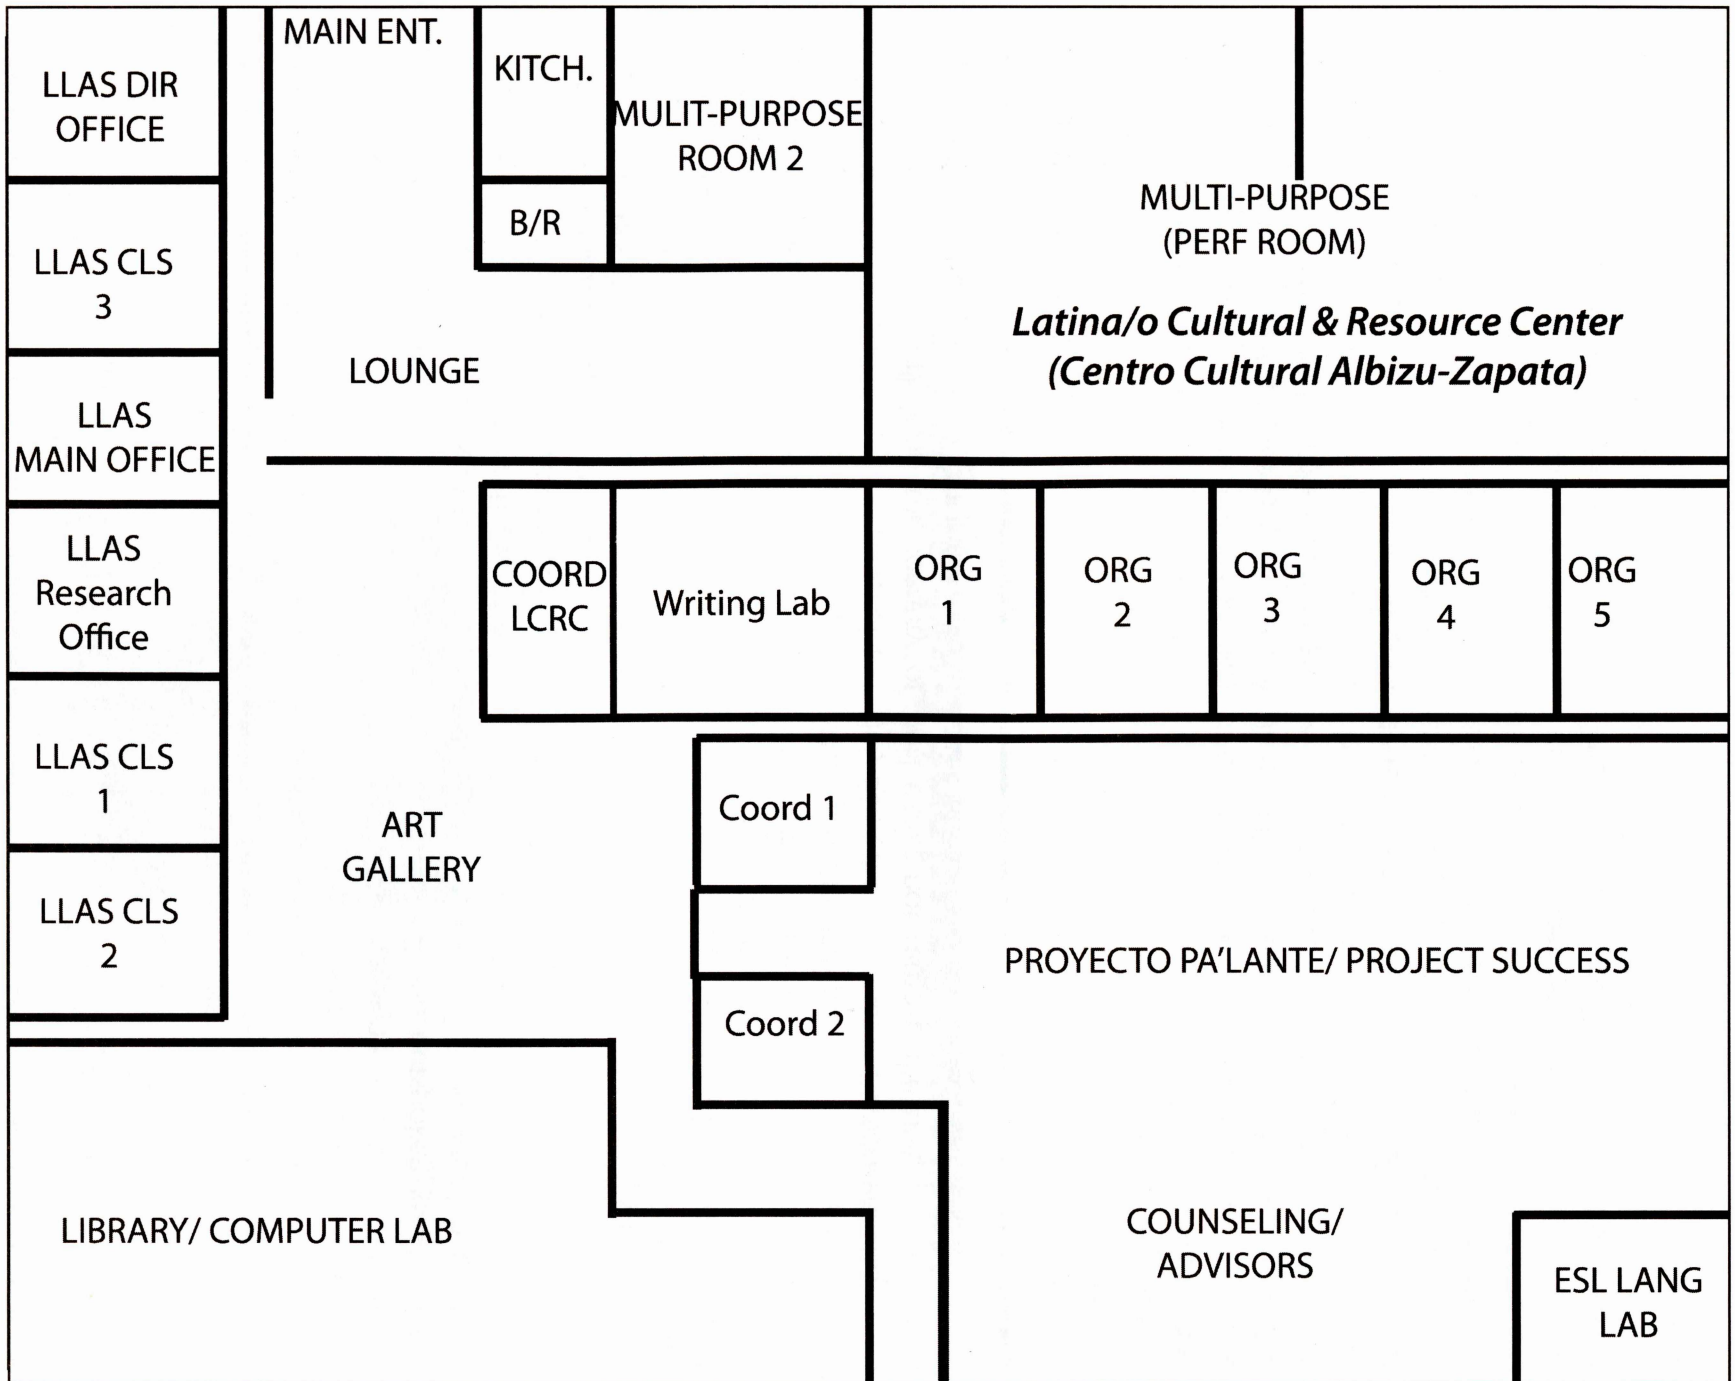 MAIN ENT.
LLAS DIR
OFFICE
KITCH.
MULIT-PURPOSE
ROOM 2
B/R
MULTI-PURPOSE
(PERF ROOM)
Latina/o Cultural & Resource Center
(Centro Cultural Albizu-Zapata)
LLAS CLS
3
LOUNGE
LLAS
MAIN OFFICE
LLAS
Research
Office
COORD
LCRC
Writing Lab
ORG
1
ORG
2
ORG
3
ORG
4
ORG
5
LLAS CLS
1
ART
GALLERY
Coord 1
LLAS CLS
2
PROYECTO PA’LANTE/ PROJECT SUCCESS
Coord 2
LIBRARY/ COMPUTER LAB
COUNSELING/
ADVISORS
ESL LANG
LAB